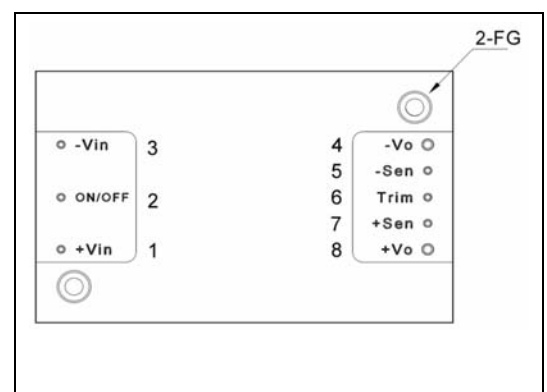 2-FG
-Vin 3 4 -Vo
5 -Sen
ON/OFF 2 6 Trim
7 +Sen
+Vin 1 8 +Vo